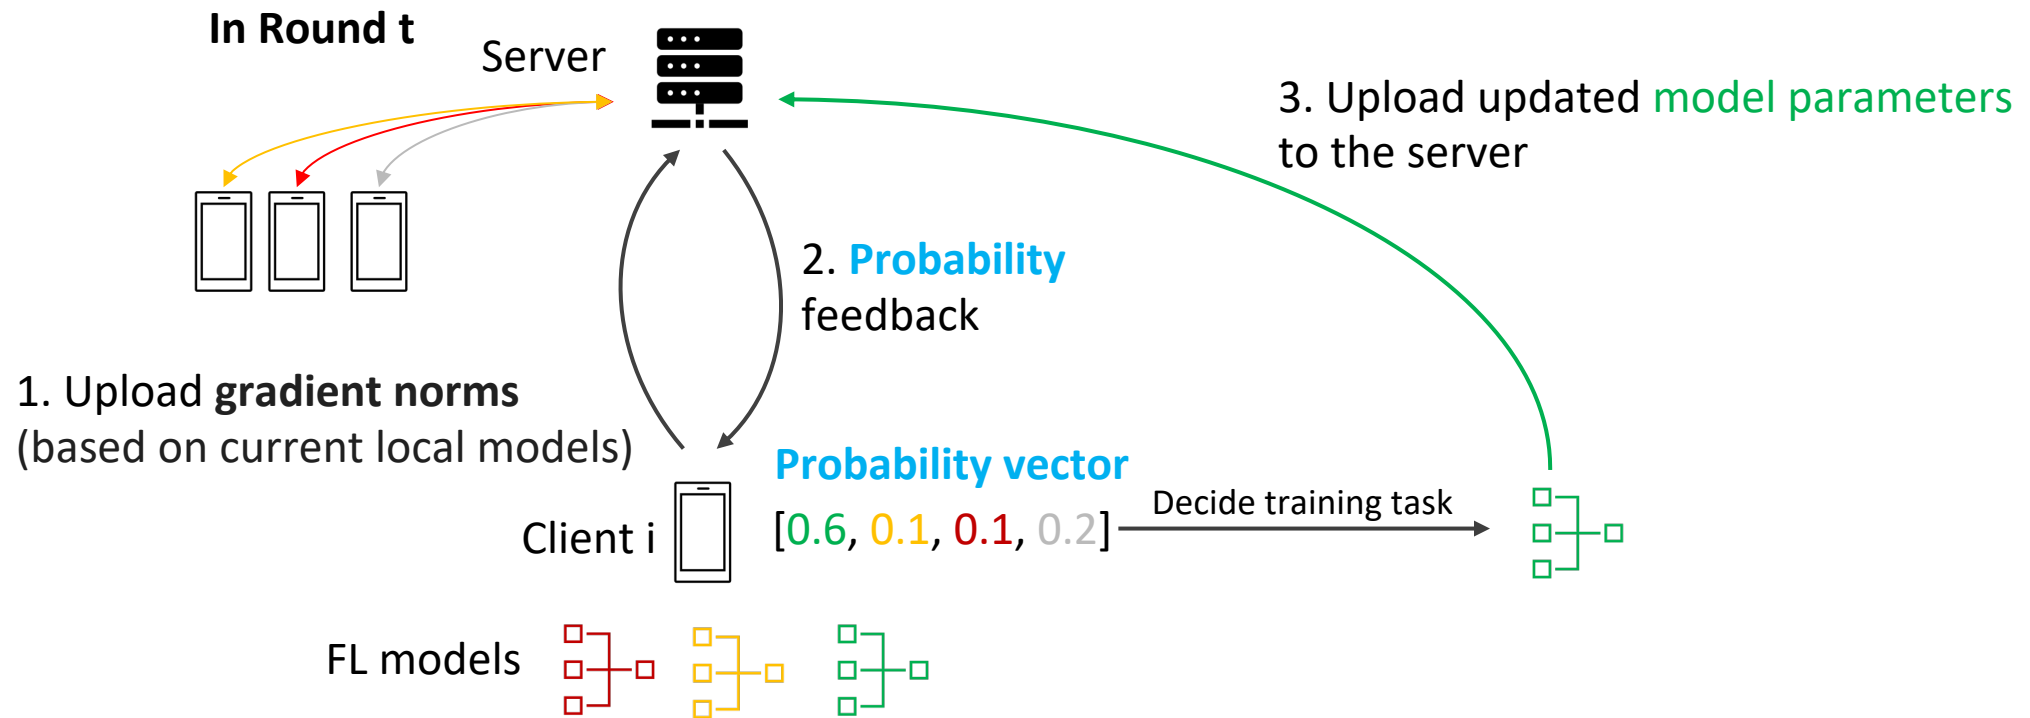 In Round t
Server
3. Upload updated model parameters
to the server
2. Probability
feedback
1. Upload gradient norms
(based on current local models)
Probability vector
[0.6, 0.1, 0.1, 0.2]
Decide training task
Client i
FL models